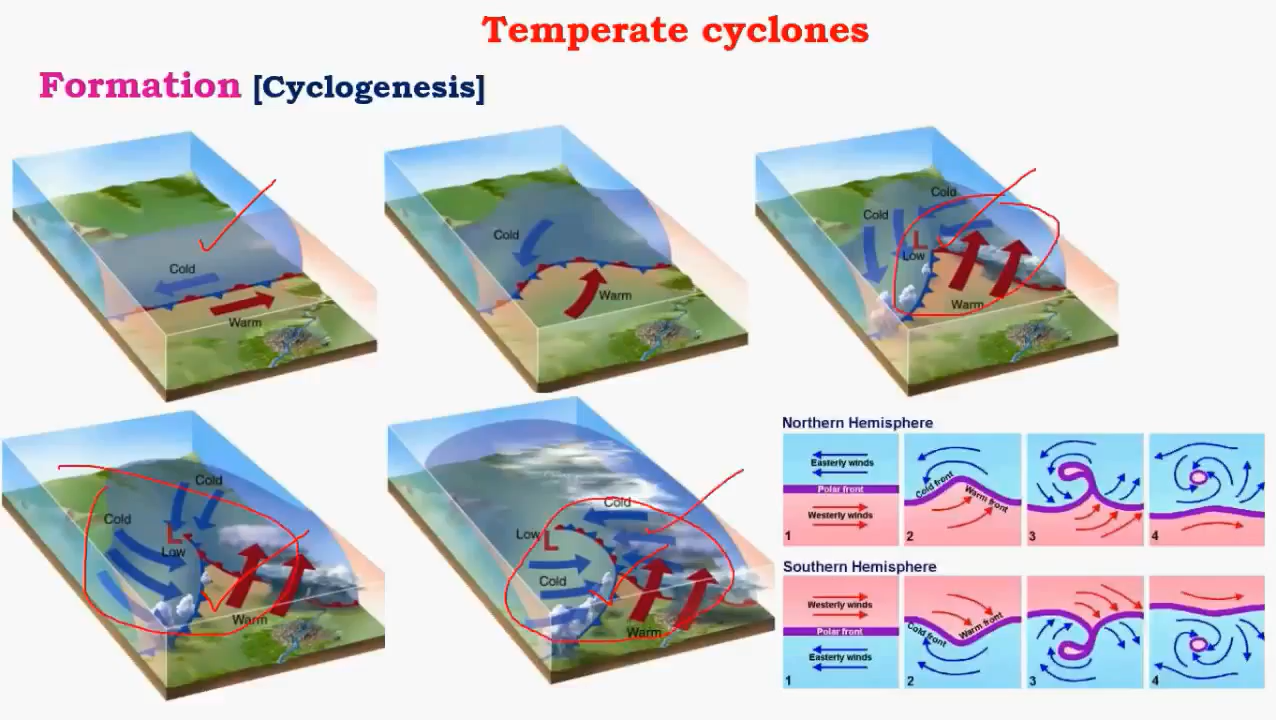 Temperate cyclones
Formation [Cyclogenesis]
Cold
Warm
Cold
Warm
Cold
Cold
L
Low
Warm
Cold
Cold
L
Low
Warm
Cold
Low L
Cold
Warm
Northern Hemisphere
Easterly winds
Polar front
Westerly winds
1
Cold front
Warm front
2
3
4
Southern Hemisphere
Westerly winds
Polar front
Easterly winds
1
Cold front
Warm front
2
3
4